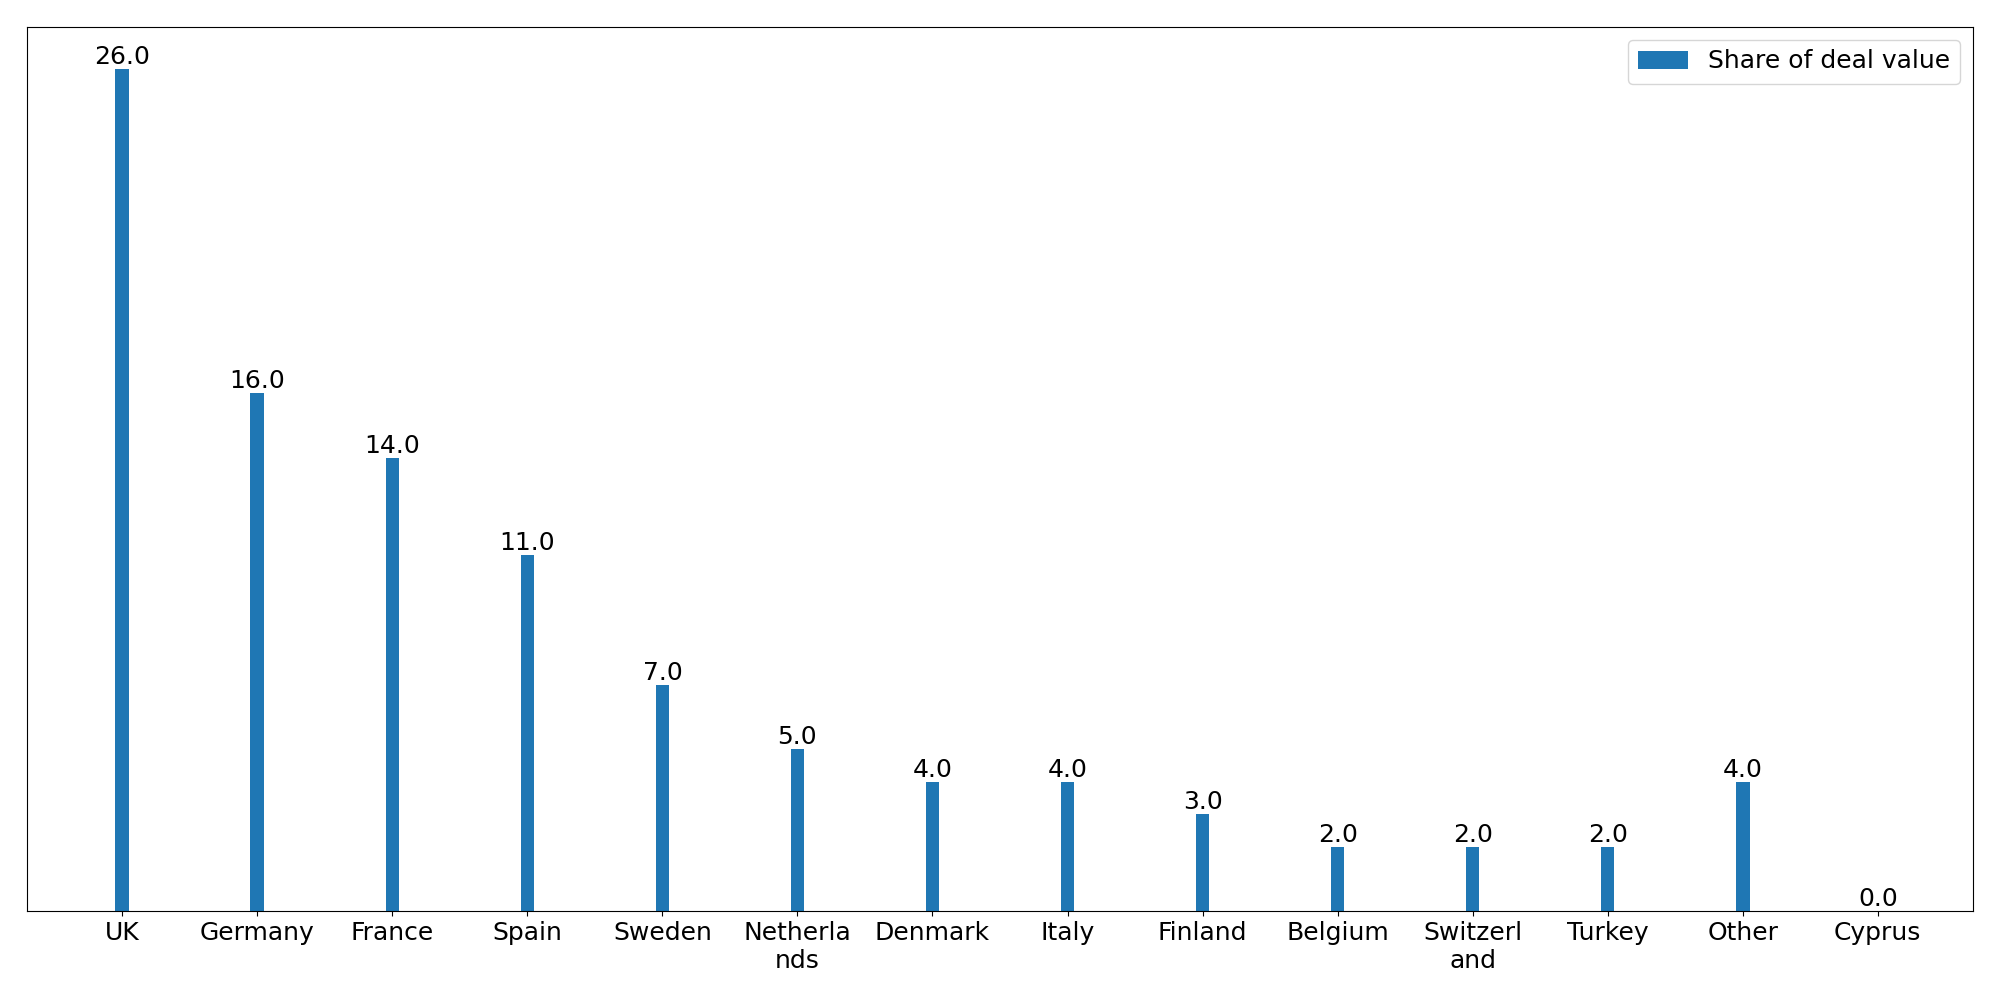 Share of deal value
26.0
16.0
14.0
11.0
7.0
5.0
4.0
4.0
3.0
2.0
2.0
2.0
4.0
0.0
UK
Germany
France
Spain
Sweden
Netherla
nds
Denmark
Italy
Finland
Belgium
Switzerl
and
Turkey
Other
Cyprus